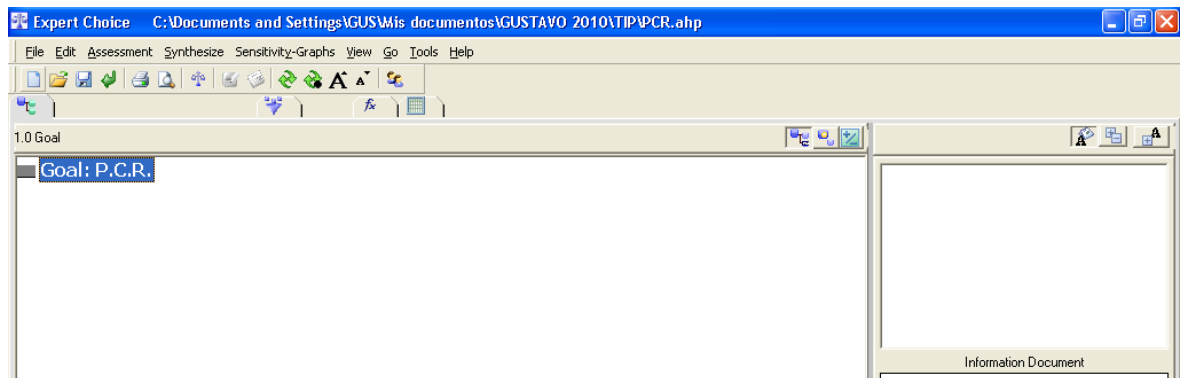 Expert Choice C:\Documents and Settings\GUS\Mis documentos\GUSTAVO 2010\TIP\PCR.ahp
File Edit Assessment Synthesize Sensitivity-Graphs View Go Tools Help
1.0 Goal
Goal: P.C.R.
Information Document